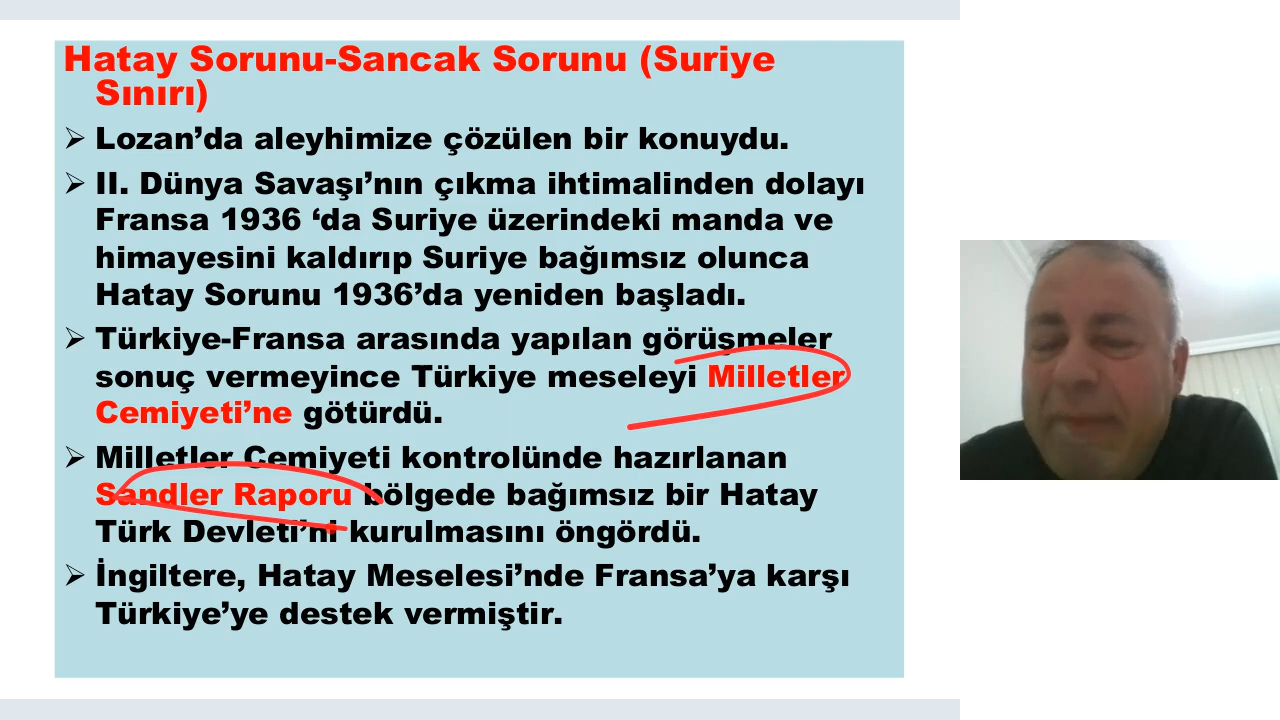 Hatay Sorunu-Sancak Sorunu (Suriye
Sınırı)
Lozan’da aleyhimize çözülen bir konuydu.
II. Dünya Savaşı’nın çıkma ihtimalinden dolayı
Fransa 1936 ‘da Suriye üzerindeki manda ve
himayesini kaldırıp Suriye bağımsız olunca
Hatay Sorunu 1936’da yeniden başladı.
Türkiye-Fransa arasında yapılan görüşmeler
sonuç vermeyince Türkiye meseleyi Milletler
Cemiyeti’ne götürdü.
Milletler Cemiyeti kontrolünde hazırlanan
Sandler Raporu bölgede bağımsız bir Hatay
Türk Devleti’ni kurulmasını öngördü.
İngiltere, Hatay Meselesi’nde Fransa’ya karşı
Türkiye’ye destek vermiştir.